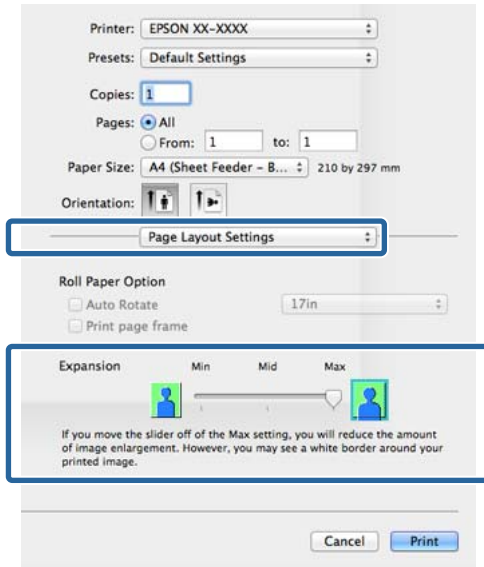 Printer: EPSON XX-XXXX
Presets: Default Settings
Copies: 1
Pages: All
From: 1 to: 1
Paper Size: A4 (Sheet Feeder – B... 210 by 297 mm
Orientation:
Page Layout Settings
Roll Paper Option
Auto Rotate 17in
Print page frame
Expansion Min Mid Max
If you move the slider off of the Max setting, you will reduce the amount
of image enlargement. However, you may see a white border around your
printed image.
Cancel Print